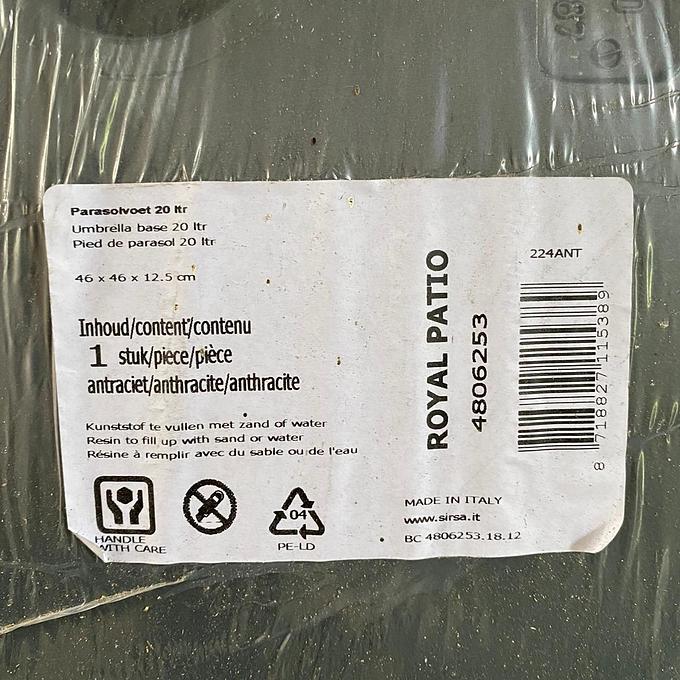 Parasolvoet 20 ltr
Umbrella base 20 ltr
Pied de parasol 20 ltr
46 x 46 x 12.5 cm
Inhoud/content/contenu
1 stuk/piece/pièce
antraciet/anthracite/anthracite
Kunststof te vullen met zand of water
Resin to fill up with sand or water
Résine à remplir avec du sable ou de l'eau
HANDLE
WITH CARE
04
PE-LD
ROYAL PATIO
4806253
224ANT
8 718827 115389
MADE IN ITALY
www.sirsa.it
BC 4806253.18.12